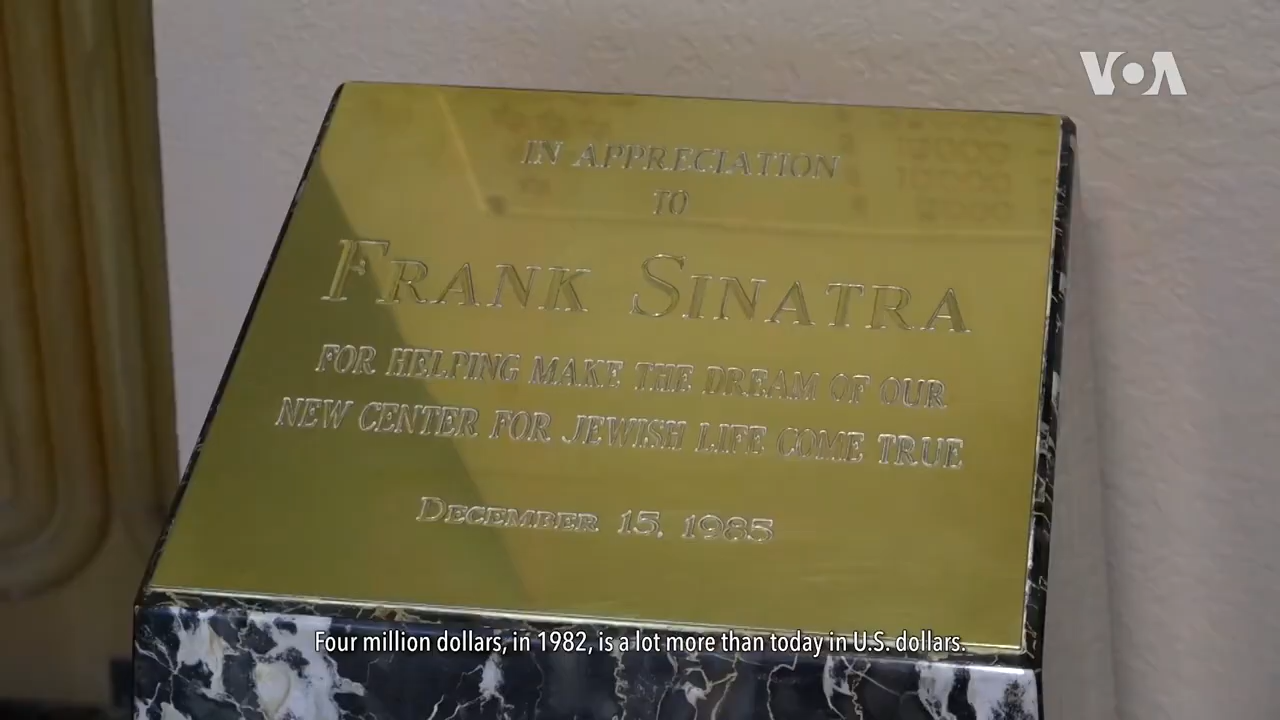 VOA
IN APPRECIATION
TO
FRANK SINATRA
FOR HELPING MAKE THE DREAM OF OUR
NEW CENTER FOR JEWISH LIFE COME TRUE
DECEMBER 15, 1985
Four million dollars, in 1982, is a lot more than today in U.S. dollars.